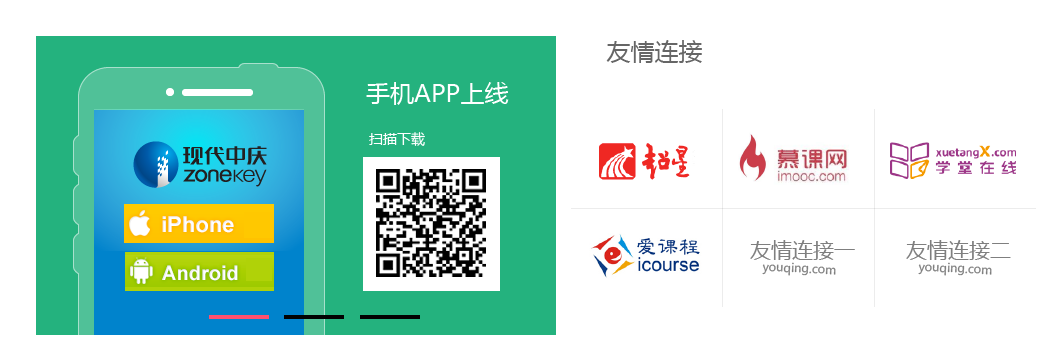 手机APP上线
扫描下载
现代中庆
zonekey
iPhone
Android
友情连接
超星
慕课网
imooc.com
xuetangX.com
学堂在线
爱课程
icourse
友情连接一
youqing.com
友情连接二
youqing.com